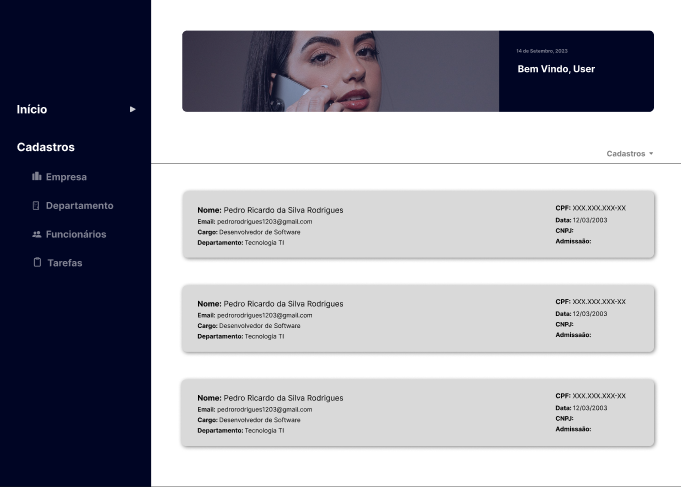 Início
Cadastros
Empresa
Departamento
Funcionários
Tarefas
14 de Setembro, 2023
Bem Vindo, User
Cadastros
Nome: Pedro Ricardo da Silva Rodrigues
Email: pedrorodrigues1203@gmail.com
Cargo: Desenvolvedor de Software
Departamento: Tecnologia TI
CPF: XXX.XXX.XXX-XX
Data: 12/03/2003
CNPJ:
Admissaão:
Nome: Pedro Ricardo da Silva Rodrigues
Email: pedrorodrigues1203@gmail.com
Cargo: Desenvolvedor de Software
Departamento: Tecnologia TI
CPF: XXX.XXX.XXX-XX
Data: 12/03/2003
CNPJ:
Admissaão:
Nome: Pedro Ricardo da Silva Rodrigues
Email: pedrorodrigues1203@gmail.com
Cargo: Desenvolvedor de Software
Departamento: Tecnologia TI
CPF: XXX.XXX.XXX-XX
Data: 12/03/2003
CNPJ:
Admissaão: